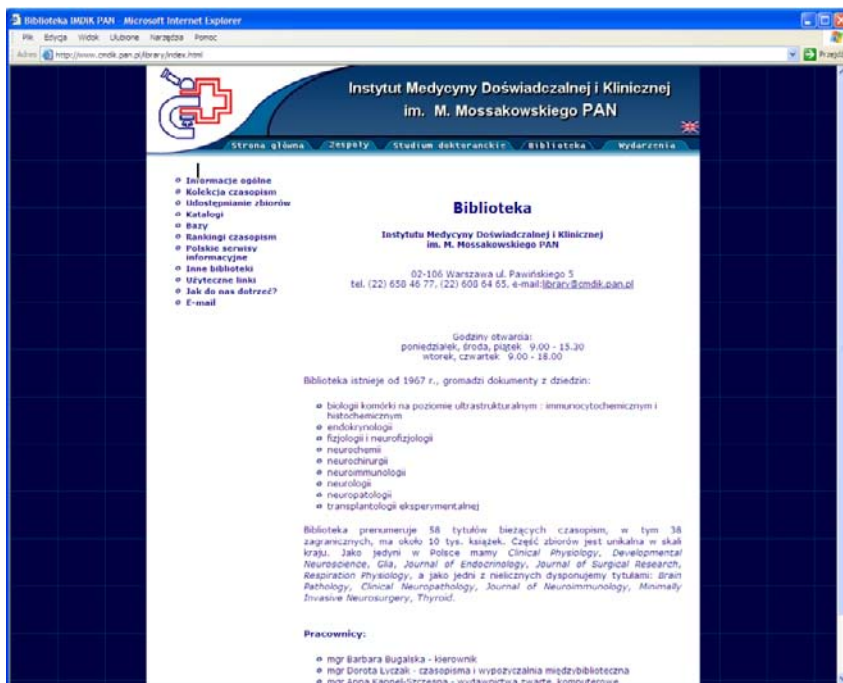 Biblioteka IMDIK PAN - Microsoft Internet Explorer
Plik Edycja Widok Ulubione Narzędzia Pomoc
Adres http://www.cmdik.pan.pl/library/index.html Przejdź
Instytut Medycyny Doświadczalnej i Klinicznej
im. M. Mossakowskiego PAN
Strona główna Zespoły Studium doktoranckie Biblioteka Wydarzenia
Informacje ogólne
Kolekcja czasopism
Udostępnianie zbiorów
Katalogi
Bazy
Rankingi czasopism
Polskie serwisy
informacyjne
Inne biblioteki
Użyteczne linki
Jak do nas dotrzeć?
E-mail
Biblioteka
Instytutu Medycyny Doświadczalnej i Klinicznej
im. M. Mossakowskiego PAN
02-106 Warszawa ul. Pawińskiego 5
tel. (22) 658 46 77, (22) 608 64 65, e-mail:library@cmdik.pan.pl
Godziny otwarcia:
poniedziałek, środa, piątek 9.00 - 15.30
wtorek, czwartek 9.00 - 18.00
Biblioteka istnieje od 1967 r., gromadzi dokumenty z dziedzin:
biologii komórki na poziomie ultrastrukturalnym : immunocytochemicznym i
histochemicznym
endokrynologii
fizjologii i neurofizjologii
neurochemii
neurochirurgii
neuroimmunologii
neurologii
neuropatologii
transplantologii eksperymentalnej
Biblioteka prenumeruje 58 tytułów bieżących czasopism, w tym 38
zagranicznych, ma około 10 tys. książek. Część zbiorów jest unikalna w skali
kraju. Jako jedyni w Polsce mamy Clinical Physiology, Developmental
Neuroscience, Glia, Journal of Endocrinology, Journal of Surgical Research,
Respiration Physiology, a jako jedni z nielicznych dysponujemy tytułami: Brain
Pathology, Clinical Neuropathology, Journal of Neuroimmunology, Minimally
Invasive Neurosurgery, Thyroid.
Pracownicy:
mgr Barbara Bugalska - kierownik
mgr Dorota Łyczak - czasopisma i wypożyczalnia międzybiblioteczna
mgr Anna - wydawnictwa zwarte, komputerowe